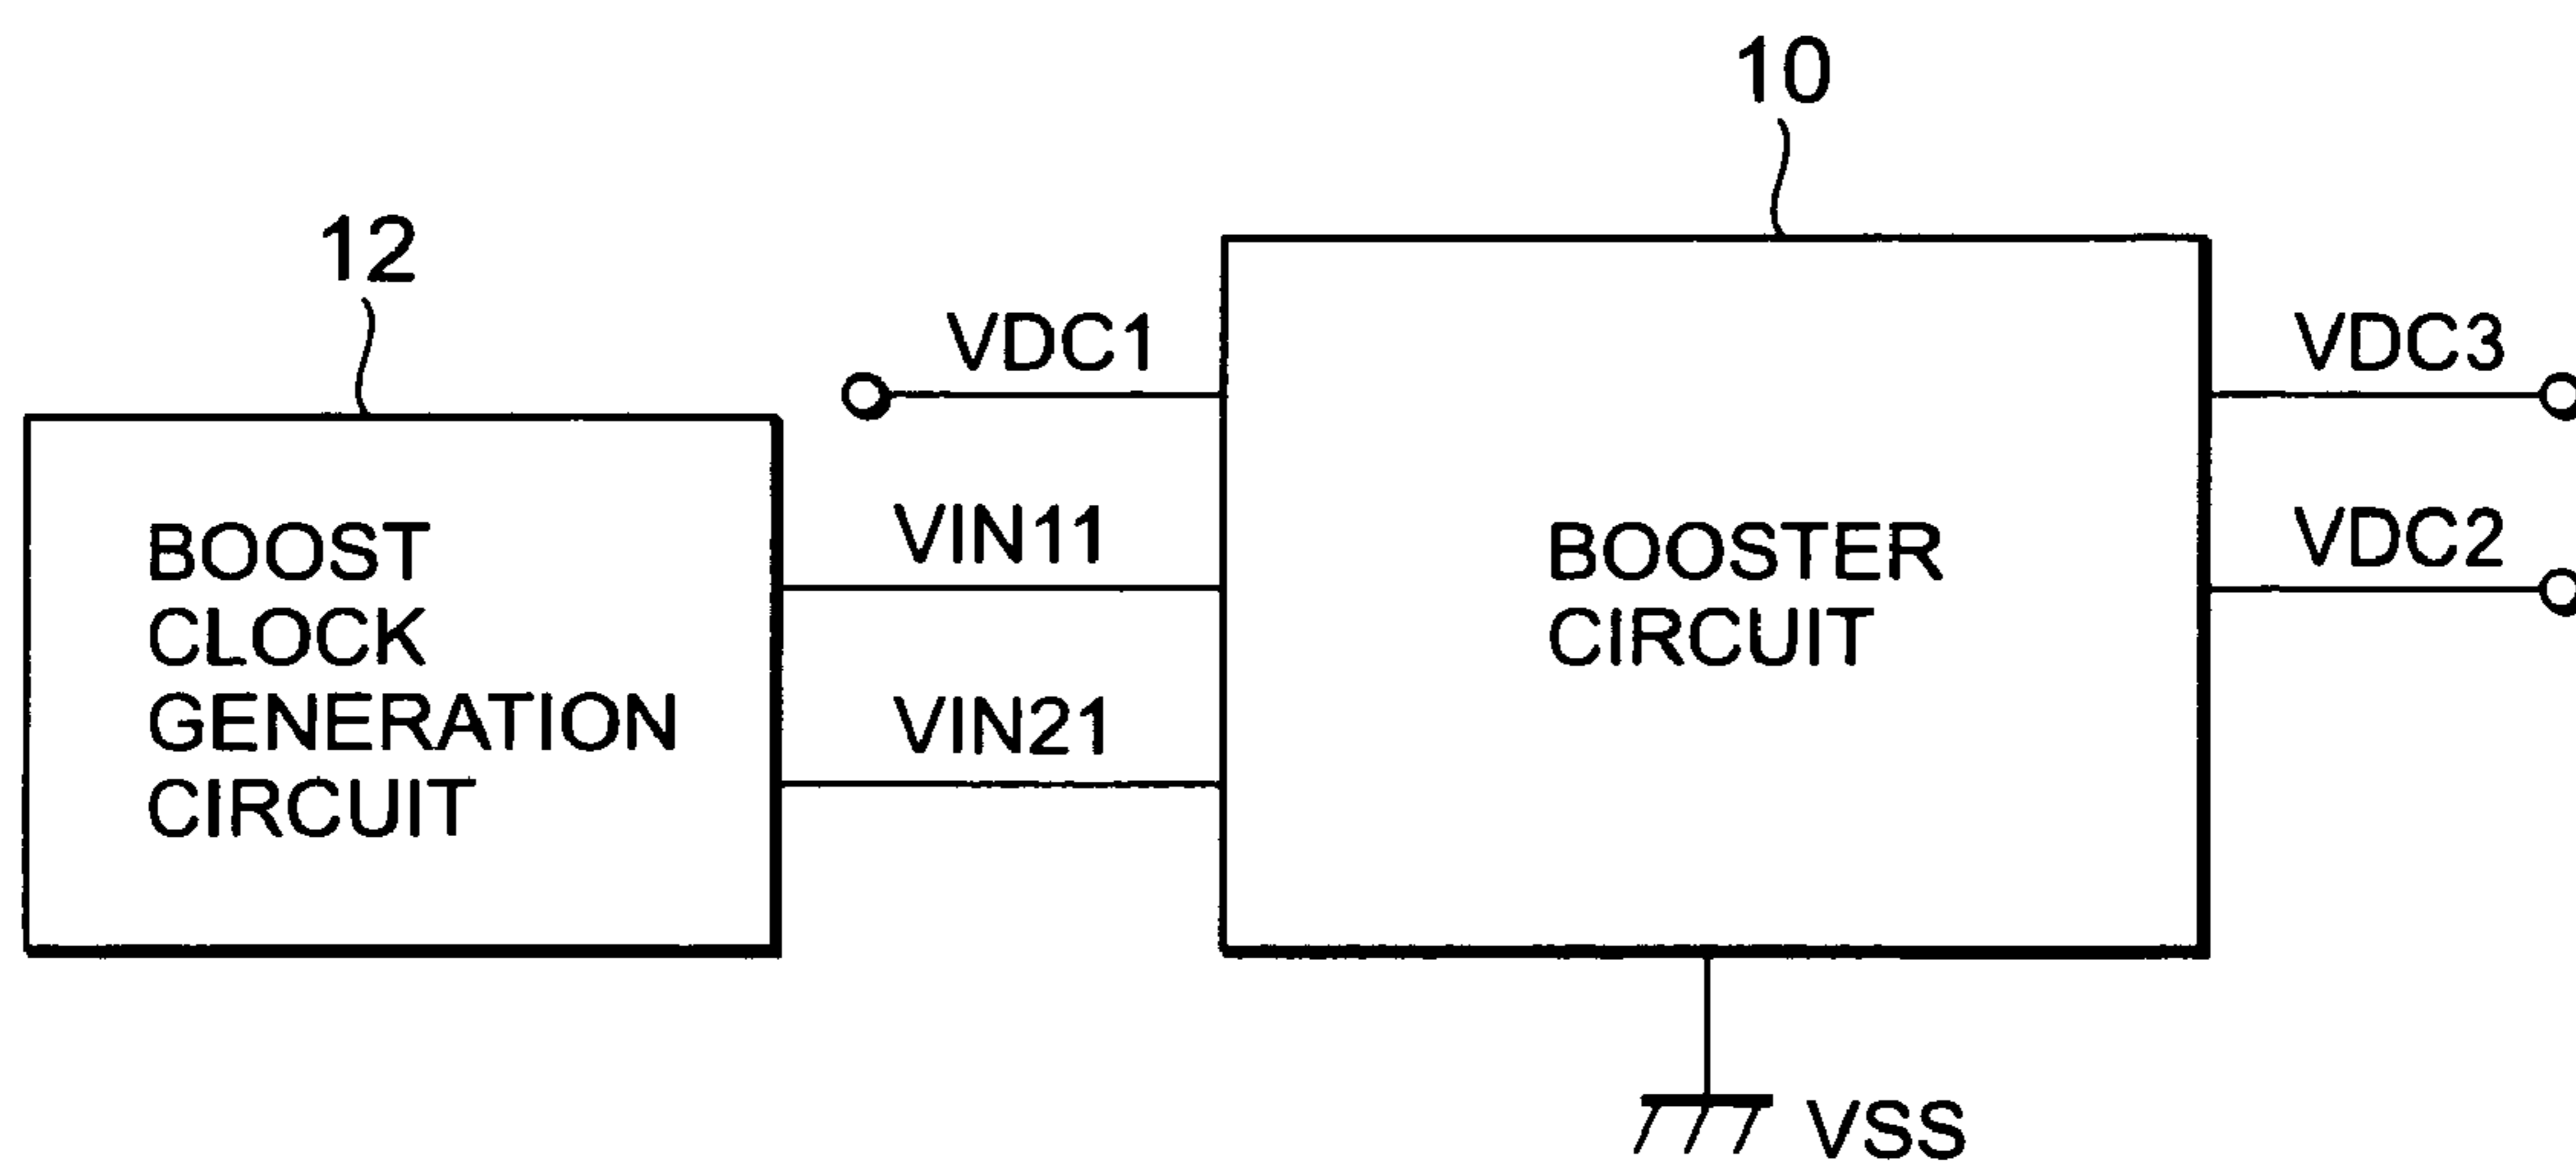 10
12
VDC1
VDC3
VIN11
VDC2
BOOST
CLOCK
GENERATION
CIRCUIT
BOOSTER
CIRCUIT
VIN21
VSS